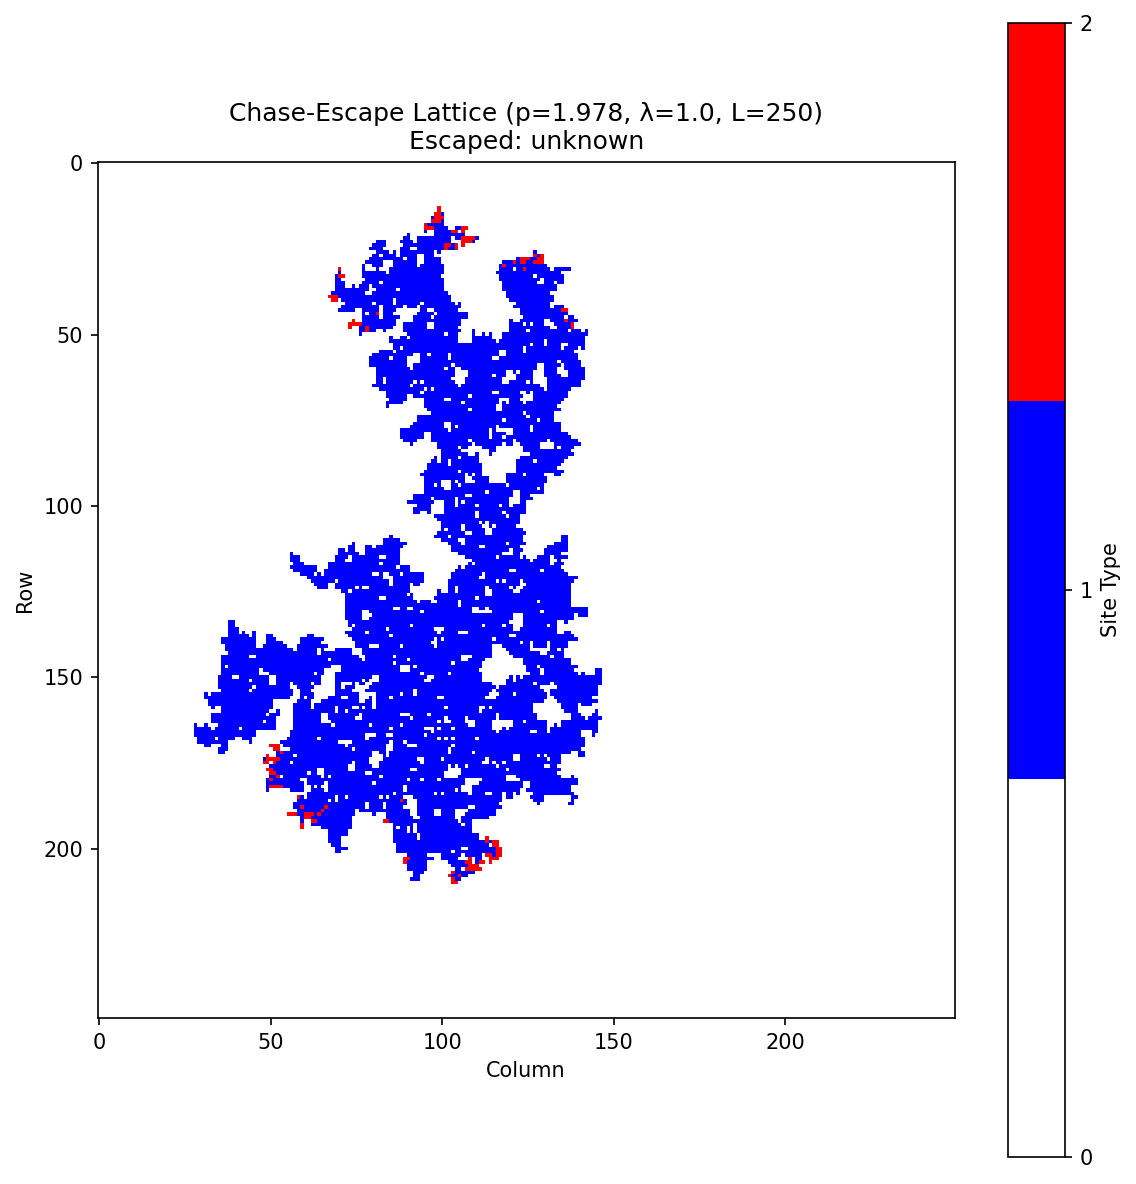 Chase-Escape Lattice (p=1.978, λ=1.0, L=250)
Escaped: unknown
0
50
100
150
200
Row
0
50
100
150
200
Column
2
1
0
Site Type